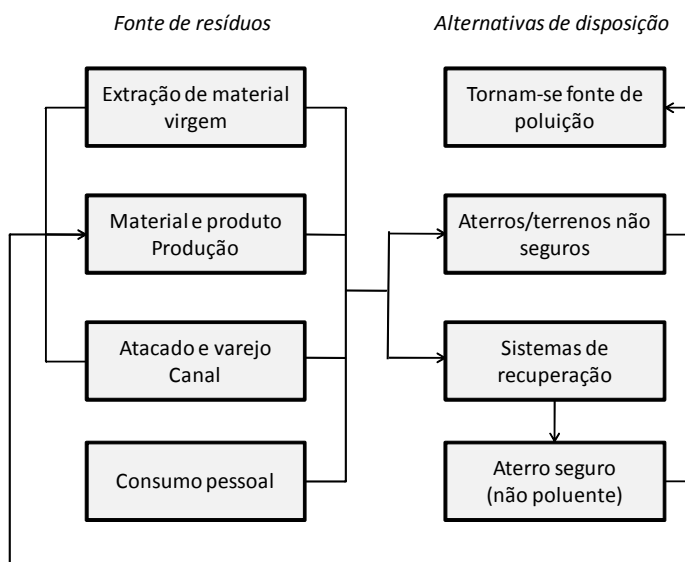 Fonte de resíduos
Alternativas de disposição
Extração de material
virgem
Tornam-se fonte de
poluição
Material e produto
Produção
Aterros/terrenos não
seguros
Atacado e varejo
Canal
Sistemas de
recuperação
Consumo pessoal
Aterro seguro
(não poluente)